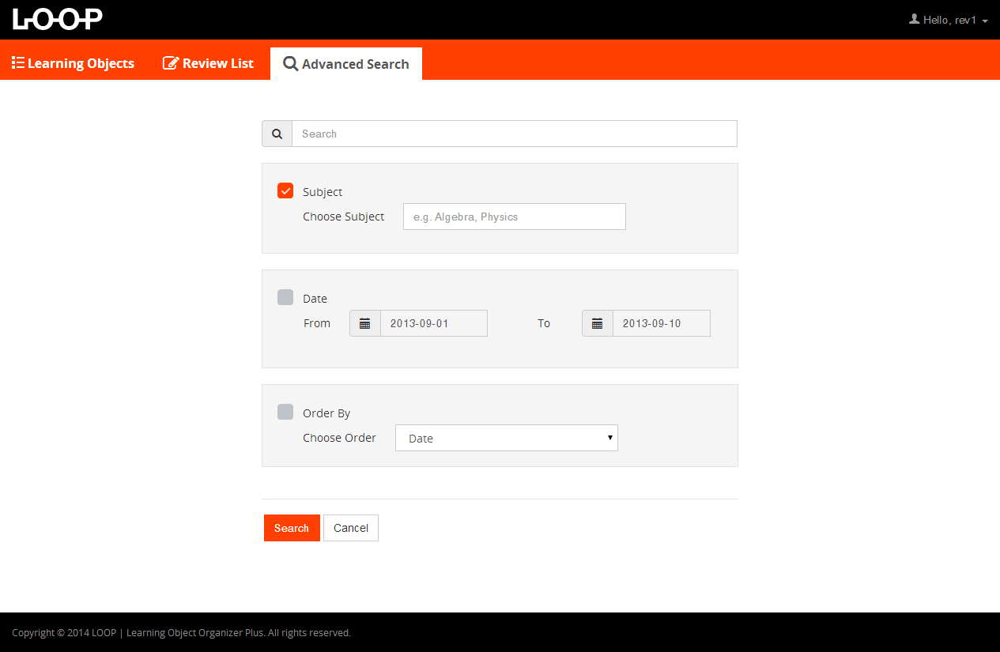 LOOP
Hello, rev1
Learning Objects
Review List
Advanced Search
Search
Subject
Choose Subject
e.g. Algebra, Physics
Date
From
2013-09-01
To
2013-09-10
Order By
Choose Order
Date
Search
Cancel
Copyright © 2014 LOOP | Learning Object Organizer Plus. All rights reserved.